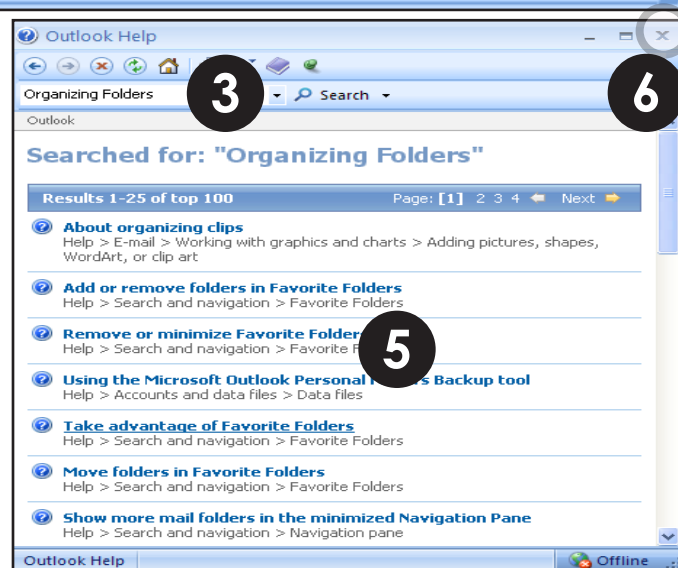 Outlook Help
3
6
Organizing Folders
Search
Outlook
Searched for: "Organizing Folders"
Results 1-25 of top 100 Page: [1] 2 3 4 Next
About organizing clips
Help > E-mail > Working with graphics and charts > Adding pictures, shapes,
WordArt, or clip art
Add or remove folders in Favorite Folders
Help > Search and navigation > Favorite Folders
Remove or minimize Favorite Folder
Help > Search and navigation > Favorite F
5
Using the Microsoft Outlook Personal s Backup tool
Help > Accounts and data files > Data files
Take advantage of Favorite Folders
Help > Search and navigation > Favorite Folders
Move folders in Favorite Folders
Help > Search and navigation > Favorite Folders
Show more mail folders in the minimized Navigation Pane
Help > Search and navigation > Navigation pane
Outlook Help Offline